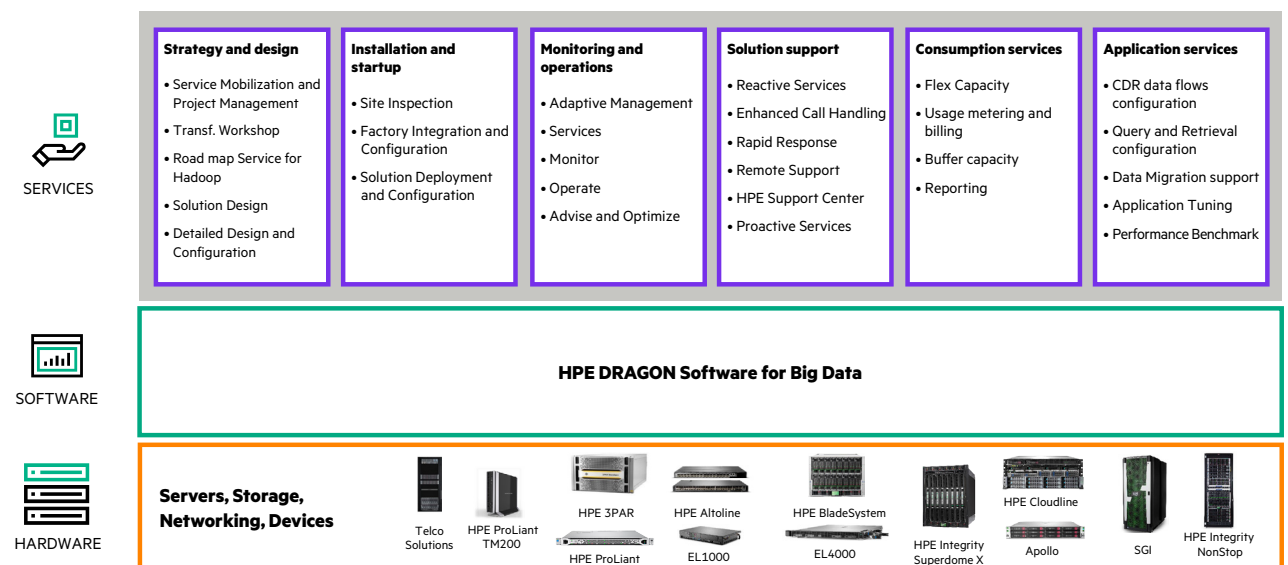 SERVICES
Strategy and design
• Service Mobilization and
Project Management
• Transf. Workshop
• Road map Service for
Hadoop
• Solution Design
• Detailed Design and
Configuration
Installation and
startup
• Site Inspection
• Factory Integration and
Configuration
• Solution Deployment
and Configuration
Monitoring and
operations
• Adaptive Management
• Services
• Monitor
• Operate
• Advise and Optimize
Solution support
• Reactive Services
• Enhanced Call Handling
• Rapid Response
• Remote Support
• HPE Support Center
• Proactive Services
Consumption services
• Flex Capacity
• Usage metering and
billing
• Buffer capacity
• Reporting
Application services
• CDR data flows
configuration
• Query and Retrieval
configuration
• Data Migration support
• Application Tuning
• Performance Benchmark
SOFTWARE
HPE DRAGON Software for Big Data
HARDWARE
Servers, Storage,
Networking, Devices
Telco
Solutions
HPE ProLiant
TM200
HPE 3PAR
HPE ProLiant
HPE Altoline
EL1000
HPE BladeSystem
EL4000
HPE Integrity
Superdome X
HPE Cloudline
Apollo
SGI
HPE Integrity
NonStop